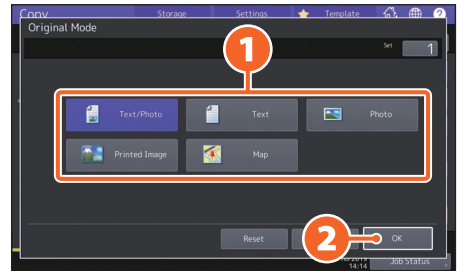 Copy Storage Settings Template ?
Original Mode
Set 1
1
Text/Photo Text Photo
Printed Image Map
Reset 2 OK
14:14 Job Status